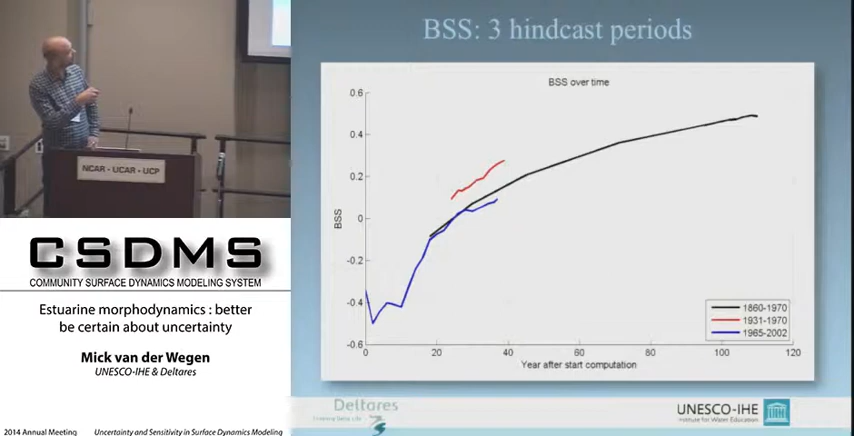 BSS: 3 hindcast periods
BSS over time
BSS
0.6
0.4
0.2
0
-0.2
-0.4
-0.6
0
20
40
60
80
100
120
Year after start computation
1860-1970
1931-1970
1965-2002
Deltares
UNESCO-IHE
Institute for Water Education
NCAR - UCAR - UCP
CSDMS
COMMUNITY SURFACE DYNAMICS MODELING SYSTEM
Estuarine morphodynamics : better
be certain about uncertainty
Mick van der Wegen
UNESCO-IHE & Deltares
2014 Annual Meeting
Uncertainty and Sensitivity in Surface Dynamics Modeling